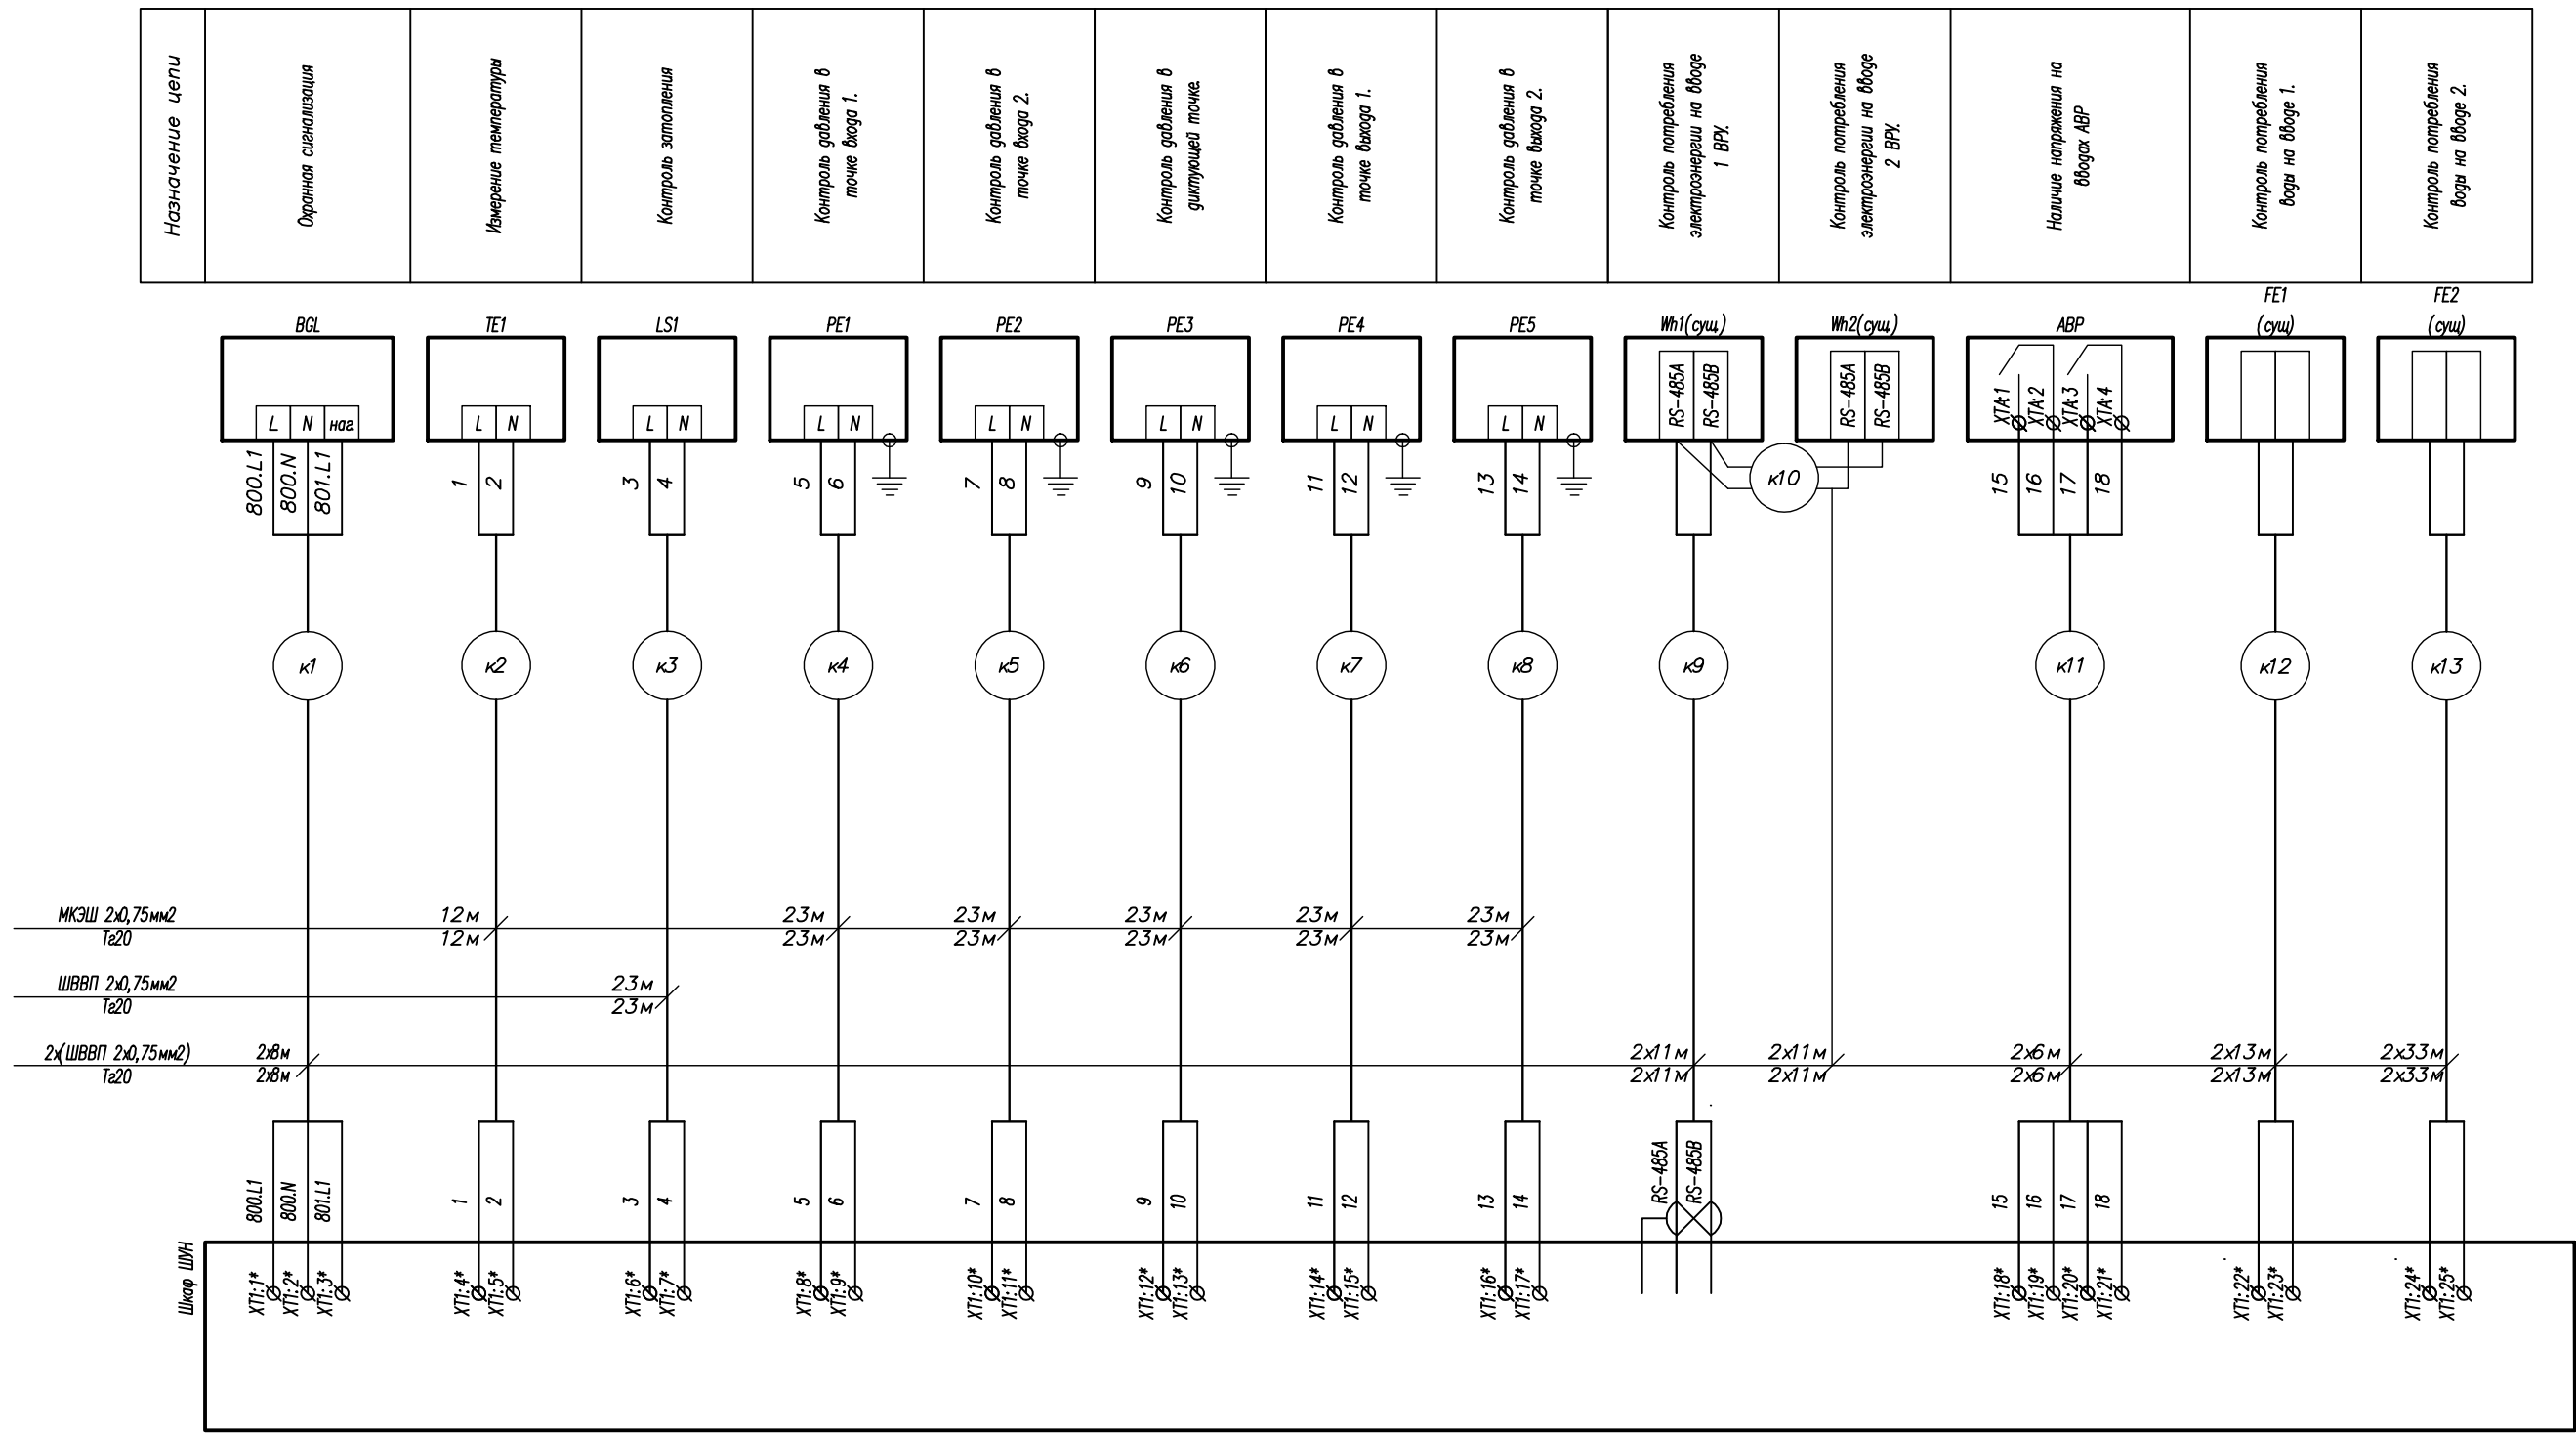 Назначение цепи
Охранная сигнализация
Измерение температуры
Контроль затопления
Контроль давления в
точке входа 1.
Контроль давления в
точке входа 2.
Контроль давления в
диктующей точке.
Контроль давления в
точке выхода 1.
Контроль давления в
точке выхода 2.
Контроль потребления
электроэнергии на вводе
1 ВРУ.
Контроль потребления
электроэнергии на вводе
2 ВРУ.
Наличие напряжения на
вводах АВР
Контроль потребления
воды на вводе 1.
Контроль потребления
воды на вводе 2.
BGL
TE1
LS1
PE1
PE2
PE3
PE4
PE5
Wh1(сущ.)
Wh2(сущ.)
АВР
FE1
(сущ)
FE2
(сущ)
L N наг.
L N
L N
L N
L N
L N
L N
L N
RS-485A
RS-485B
RS-485A
RS-485B
XTA:1
XTA:2
XTA:3
XTA:4
800.L1
800.N
801.L1
1
2
3
4
5
6
7
8
9
10
11
12
13
14
к10
15
16
17
18
к1
к2
к3
к4
к5
к6
к7
к8
к9
к11
к12
к13
МКЭШ 2х0,75мм2
12м
23м
23м
23м
23м
23м
Тг20
12м
23м
23м
23м
23м
23м
ШВВП 2х0,75мм2
23м
Тг20
23м
2х(ШВВП 2х0,75мм2)
2х8м
2х11м
2х11м
2х6м
2х13м
2х33м
Тг20
2х8м
2х11м
2х11м
2х6м
2х13м
2х33м
800.L1
800.N
801.L1
1
2
3
4
5
6
7
8
9
10
11
12
13
14
RS-485A
RS-485B
15
16
17
18
Шкаф ШУН
XT1:1*
XT1:2*
XT1:3*
XT1:4*
XT1:5*
XT1:6*
XT1:7*
XT1:8*
XT1:9*
XT1:10*
XT1:11*
XT1:12*
XT1:13*
XT1:14*
XT1:15*
XT1:16*
XT1:17*
XT1:18*
XT1:19*
XT1:20*
XT1:21*
XT1:22*
XT1:23*
XT1:24*
XT1:25*